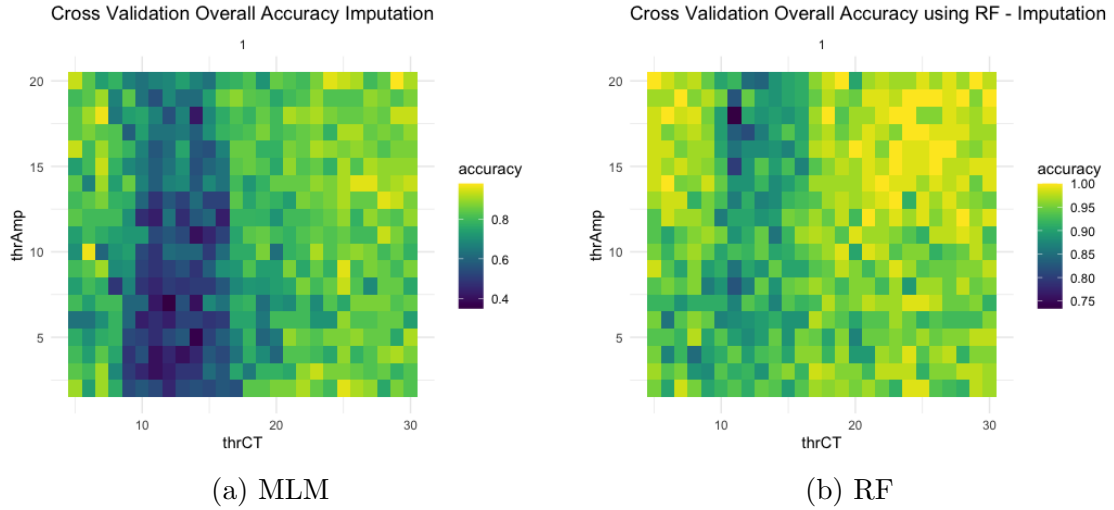 Cross Validation Overall Accuracy Imputation
1
20
15
10
5
thrAmp
10
20
30
thrCT
accuracy
0.8
0.6
0.4
(a) MLM
Cross Validation Overall Accuracy using RF - Imputation
1
20
15
10
5
thrAmp
10
20
30
thrCT
accuracy
1.00
0.95
0.90
0.85
0.80
0.75
(b) RF